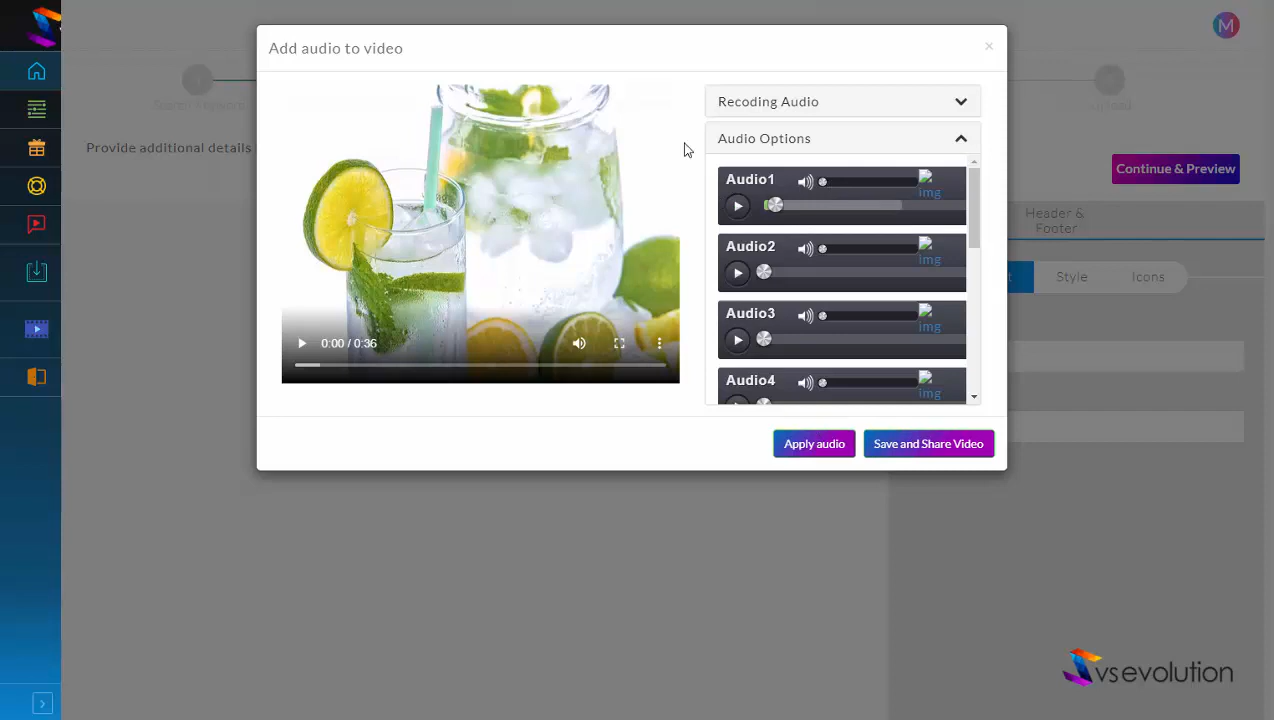 Add audio to video
×
M
Provide additional details
Recoding Audio
Audio Options
Audio1
img
Audio2
img
Audio3
img
Audio4
img
0:00 / 0:36
Apply audio
Save and Share Video
Continue & Preview
Header &
Footer
Style
Icons
vsevolution